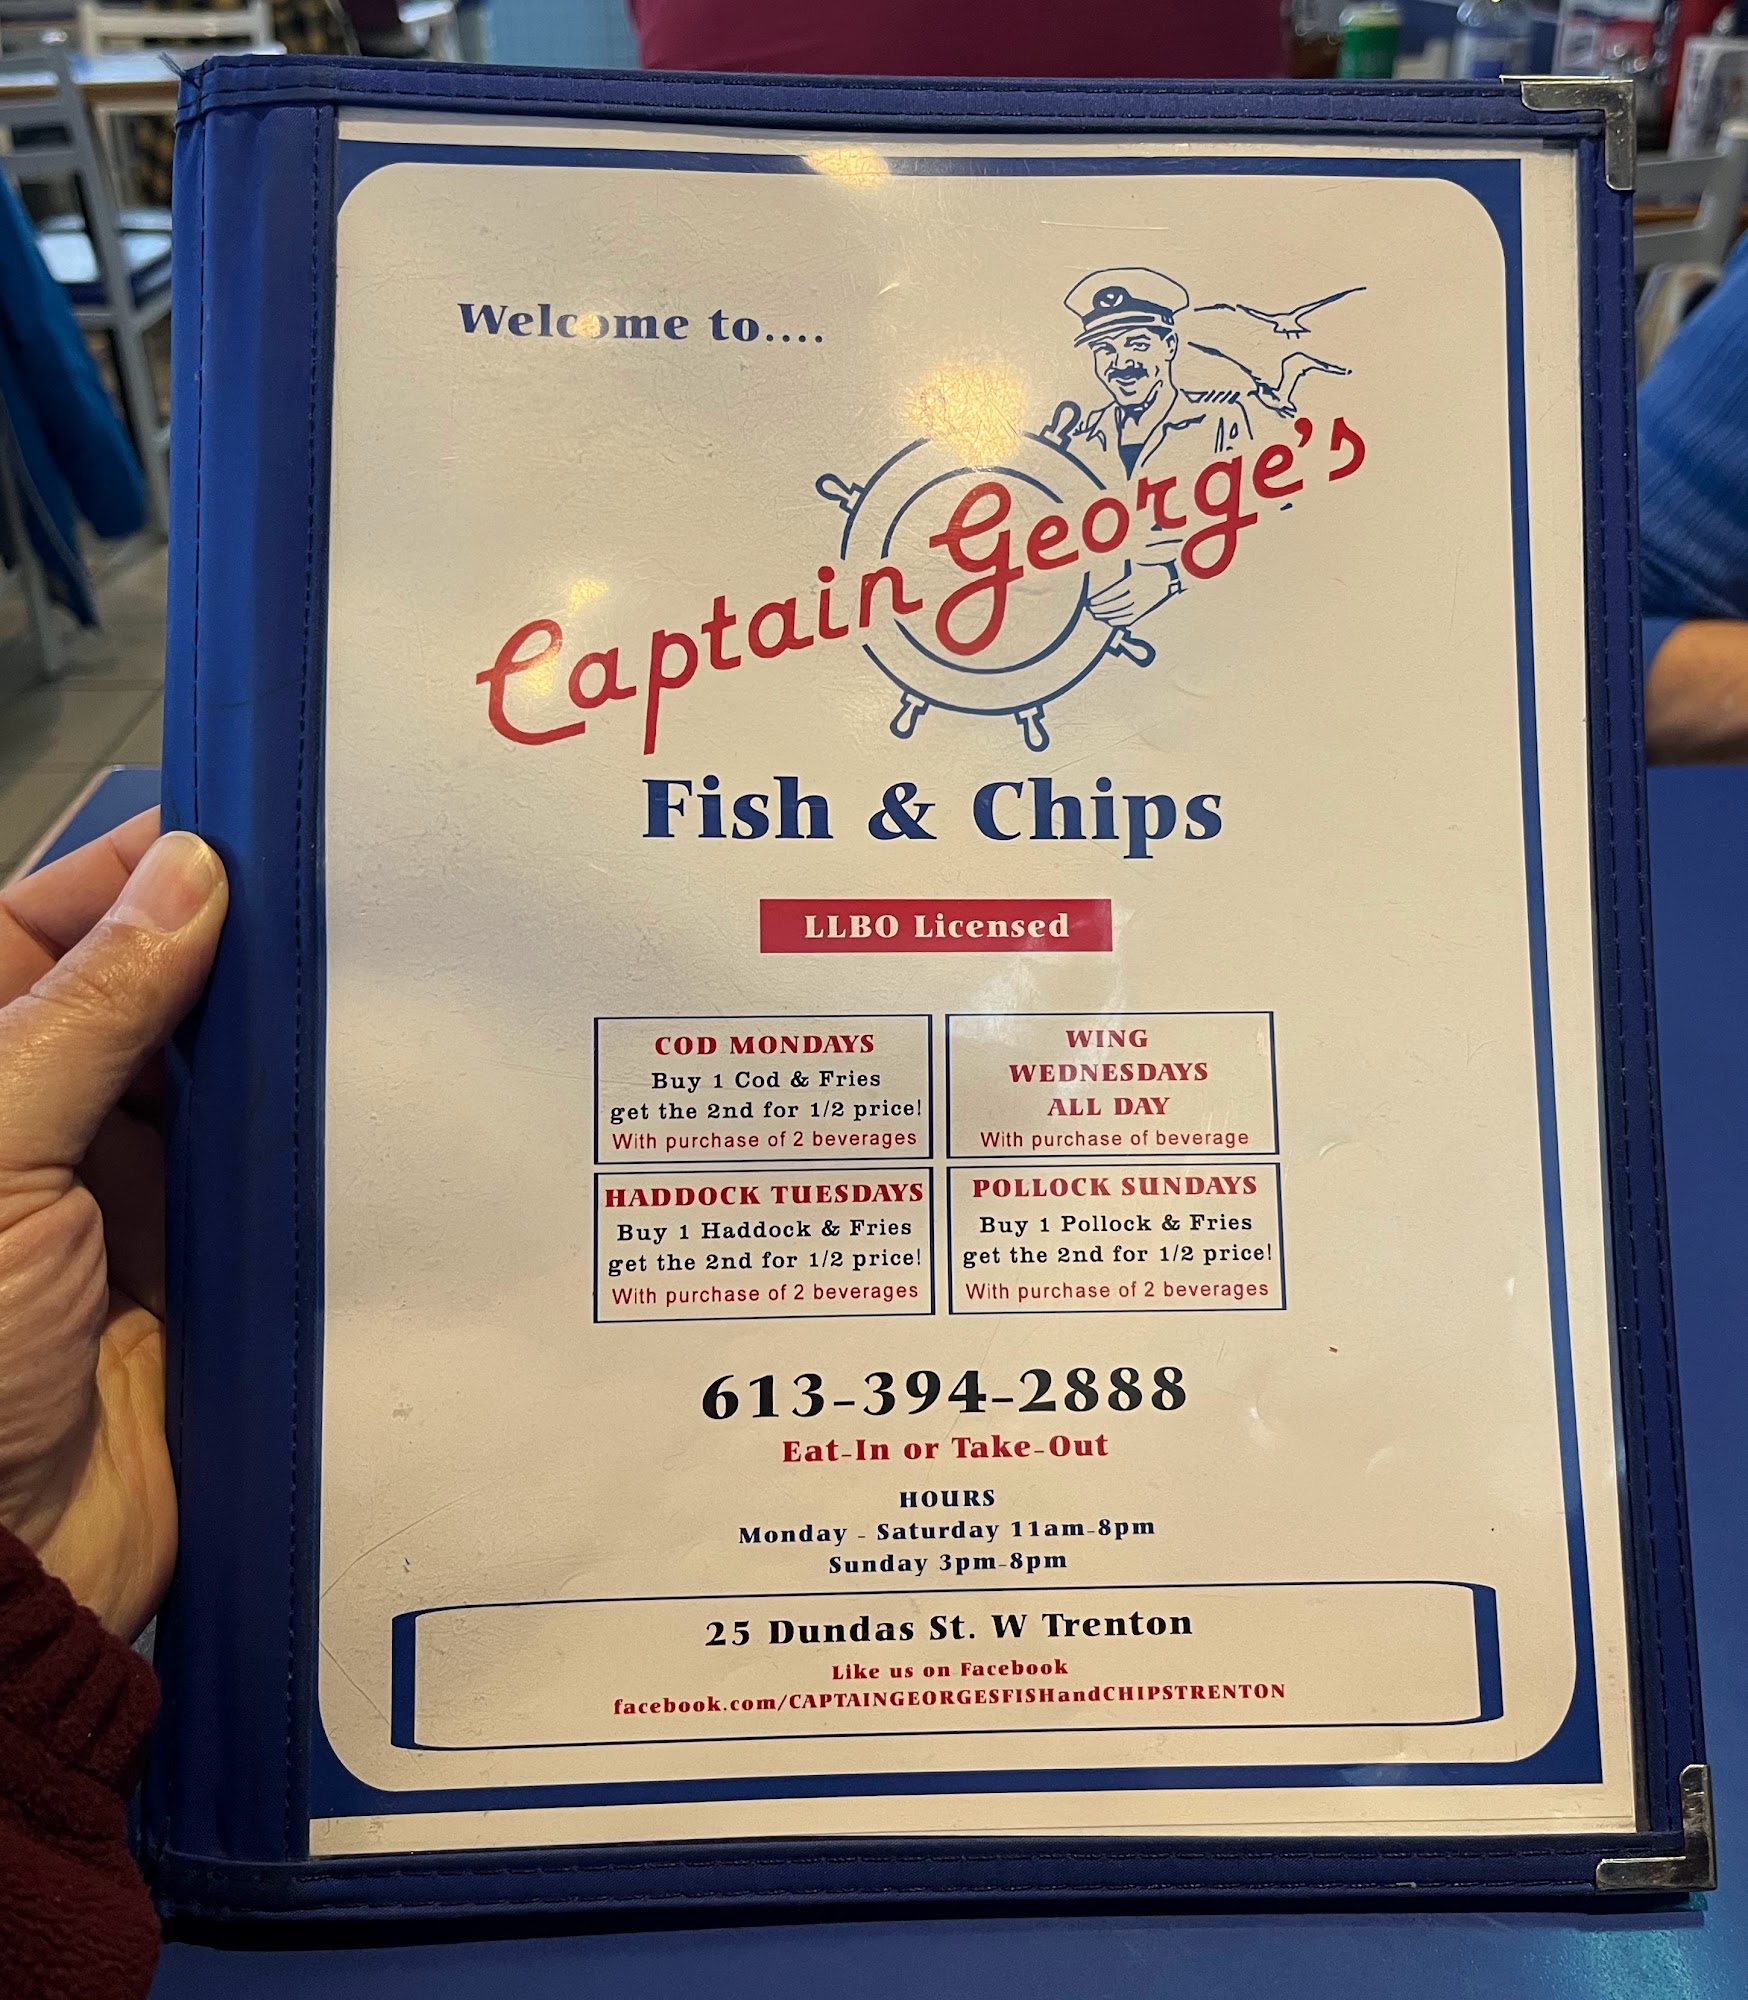 Welcome to....
Captain George's
Fish & Chips
LLBO Licensed
COD MONDAYS
Buy 1 Cod & Fries
get the 2nd for 1/2 price!
With purchase of 2 beverages
WING
WEDNESDAYS
ALL DAY
With purchase of beverage
HADDOCK TUESDAYS
Buy 1 Haddock & Fries
get the 2nd for 1/2 price!
With purchase of 2 beverages
POLLOCK SUNDAYS
Buy 1 Pollock & Fries
get the 2nd for 1/2 price!
With purchase of 2 beverages
613-394-2888
Eat-In or Take-Out
HOURS
Monday - Saturday 11am-8pm
Sunday 3pm-8pm
25 Dundas St. W Trenton
Like us on Facebook
facebook.com/CAPTAINGEORGESFISHandCHIPSTRENTON